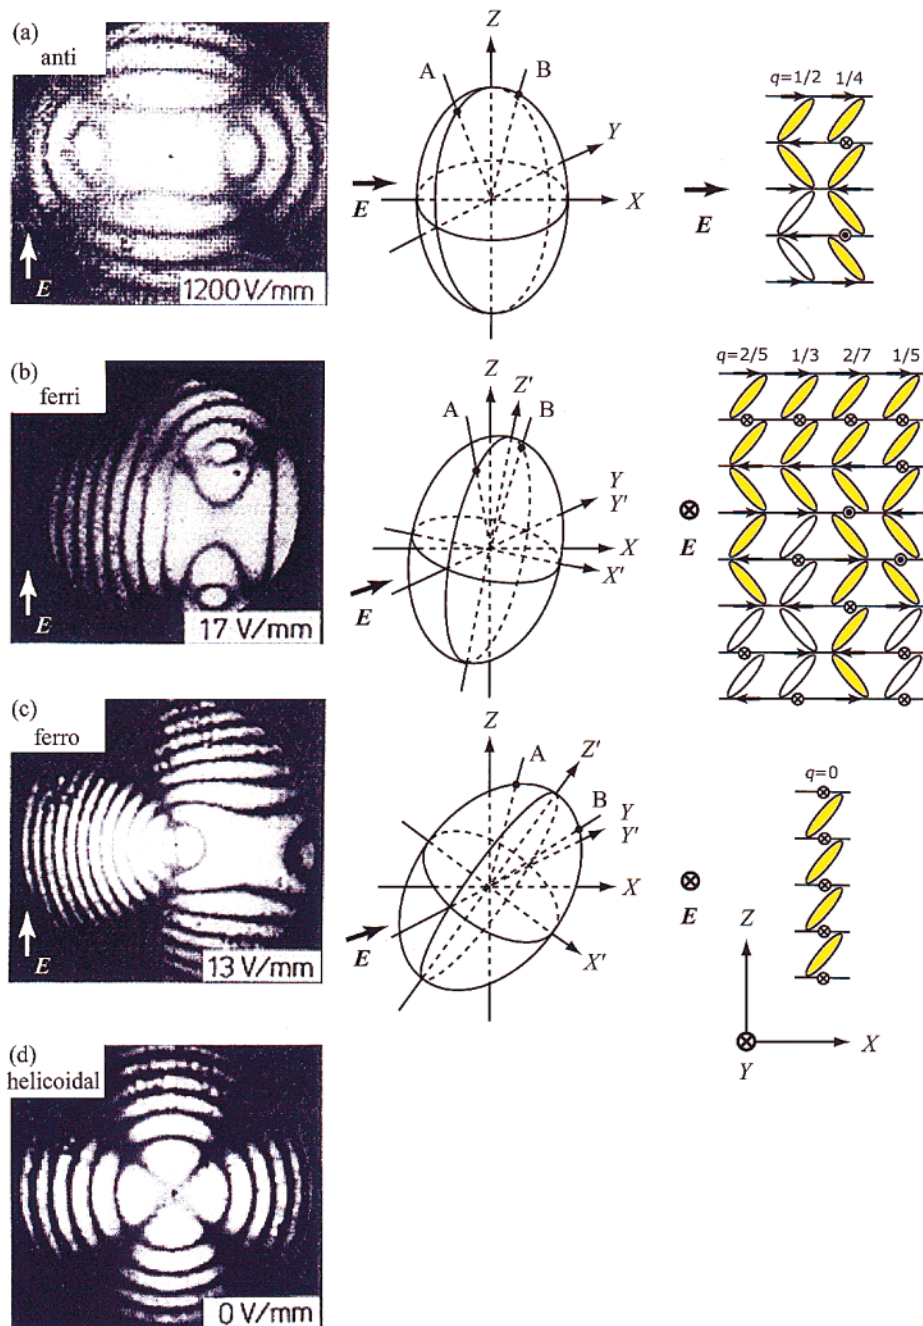 (a)
anti
E
1200 V/mm
A
B
Z
Y
X
E
E
q=1/2 1/4
(b)
ferri
E
17 V/mm
A
Z
Z'
B
Y
Y'
X
X'
E
E
q=2/5 1/3 2/7 1/5
(c)
ferro
E
13 V/mm
Z
A
Z'
B
Y
Y'
X
X'
E
E
q=0
Z
X
Y
(d)
helicoidal
0 V/mm